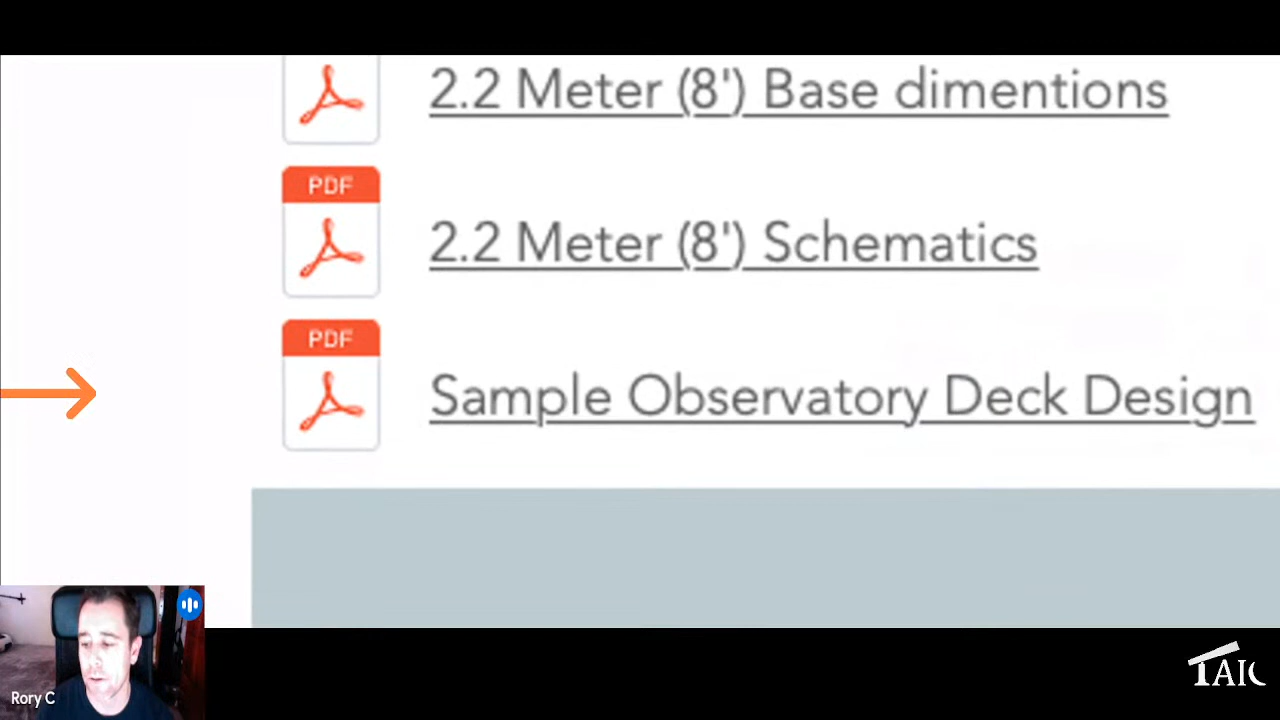 2.2 Meter (8') Base dimentions
PDF
2.2 Meter (8') Schematics
PDF
Sample Observatory Deck Design
Rory C
TAIC